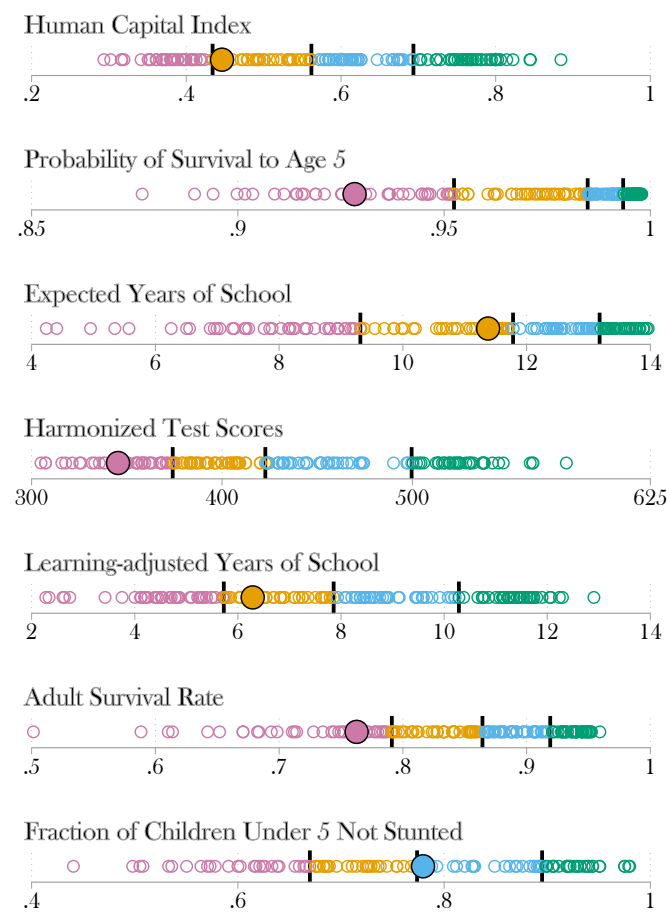 Human Capital Index
.2 .4 .6 .8 1
Probability of Survival to Age 5
.85 .9 .95 1
Expected Years of School
4 6 8 10 12 14
Harmonized Test Scores
300 400 500 625
Learning-adjusted Years of School
2 4 6 8 10 12 14
Adult Survival Rate
.5 .6 .7 .8 .9 1
Fraction of Children Under 5 Not Stunted
.4 .6 .8 1